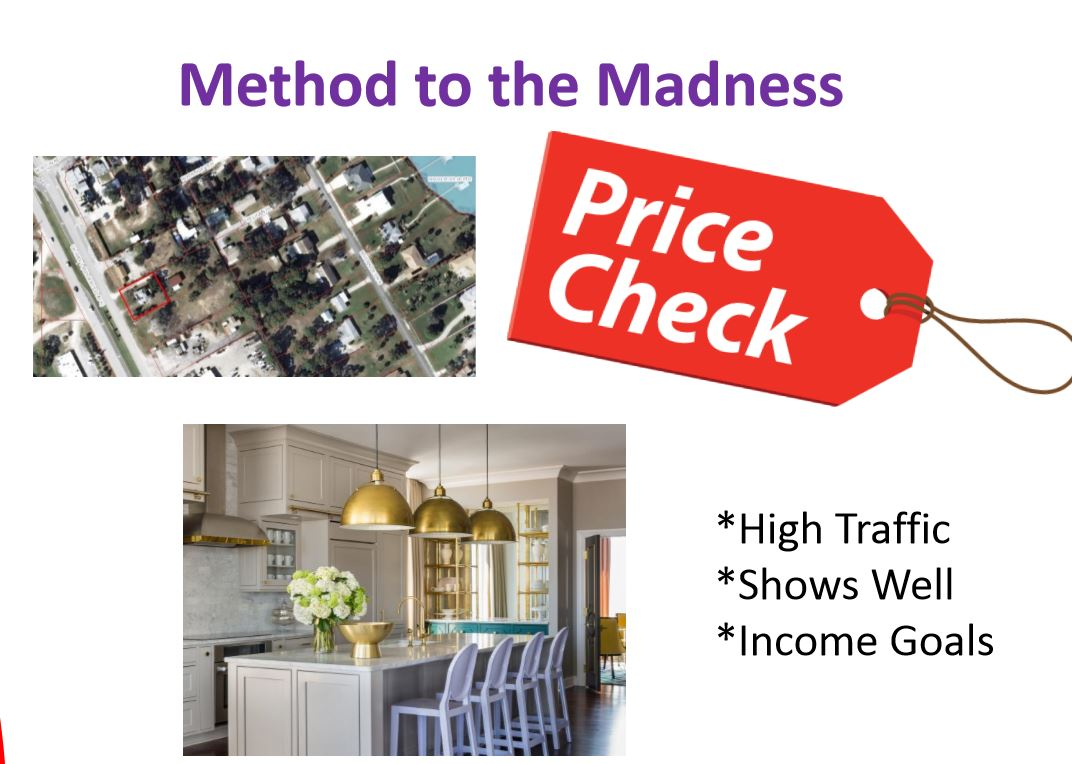 Method to the Madness
Price
Check
*High Traffic
*Shows Well
*Income Goals